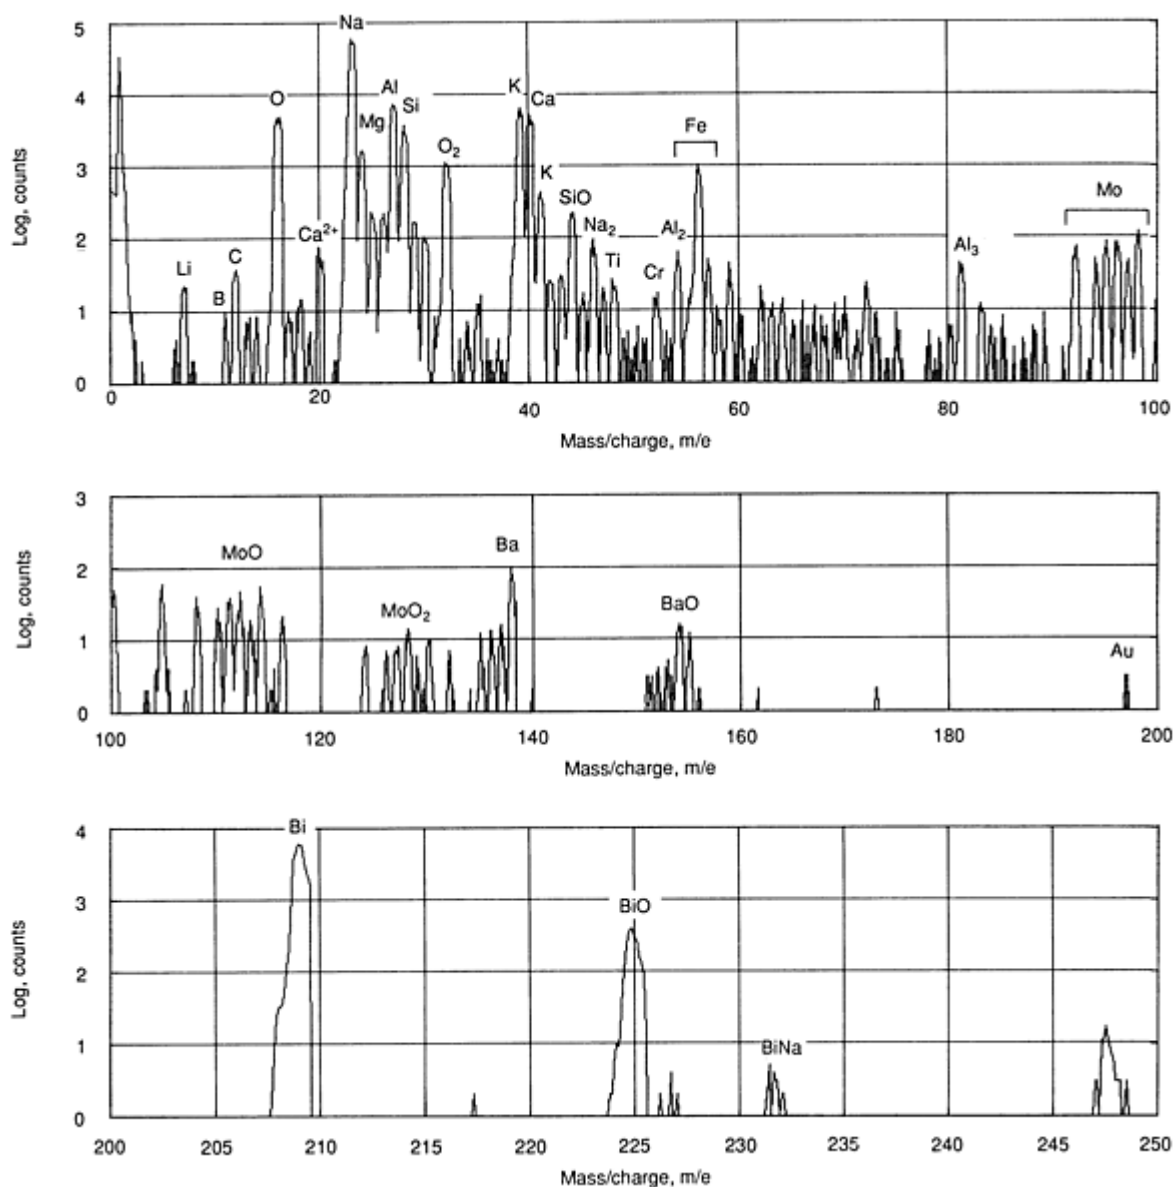 5
4
3
2
1
0
Log, counts
Na
O
Mg
Al
Si
O₂
K
Ca
K
Fe
Mo
Li
B
C
Ca²⁺
SiO
Na₂
Ti
Cr
Al₂
Al₃
0 20 40 60 80 100
Mass/charge, m/e
3
2
1
0
Log, counts
MoO
MoO₂
Ba
BaO
Au
100 120 140 160 180 200
Mass/charge, m/e
4
3
2
1
0
Log, counts
Bi
BiO
BiNa
200 205 210 215 220 225 230 235 240 245 250
Mass/charge, m/e